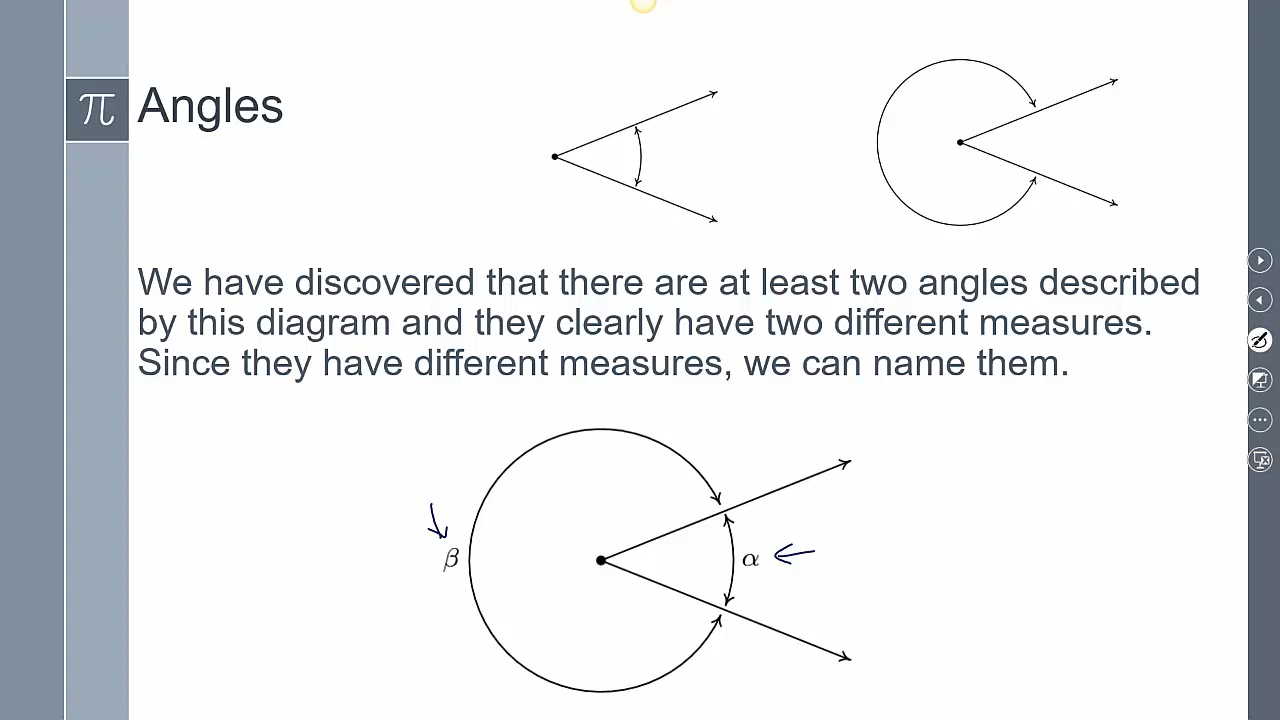 π Angles
We have discovered that there are at least two angles described
by this diagram and they clearly have two different measures.
Since they have different measures, we can name them.
β α